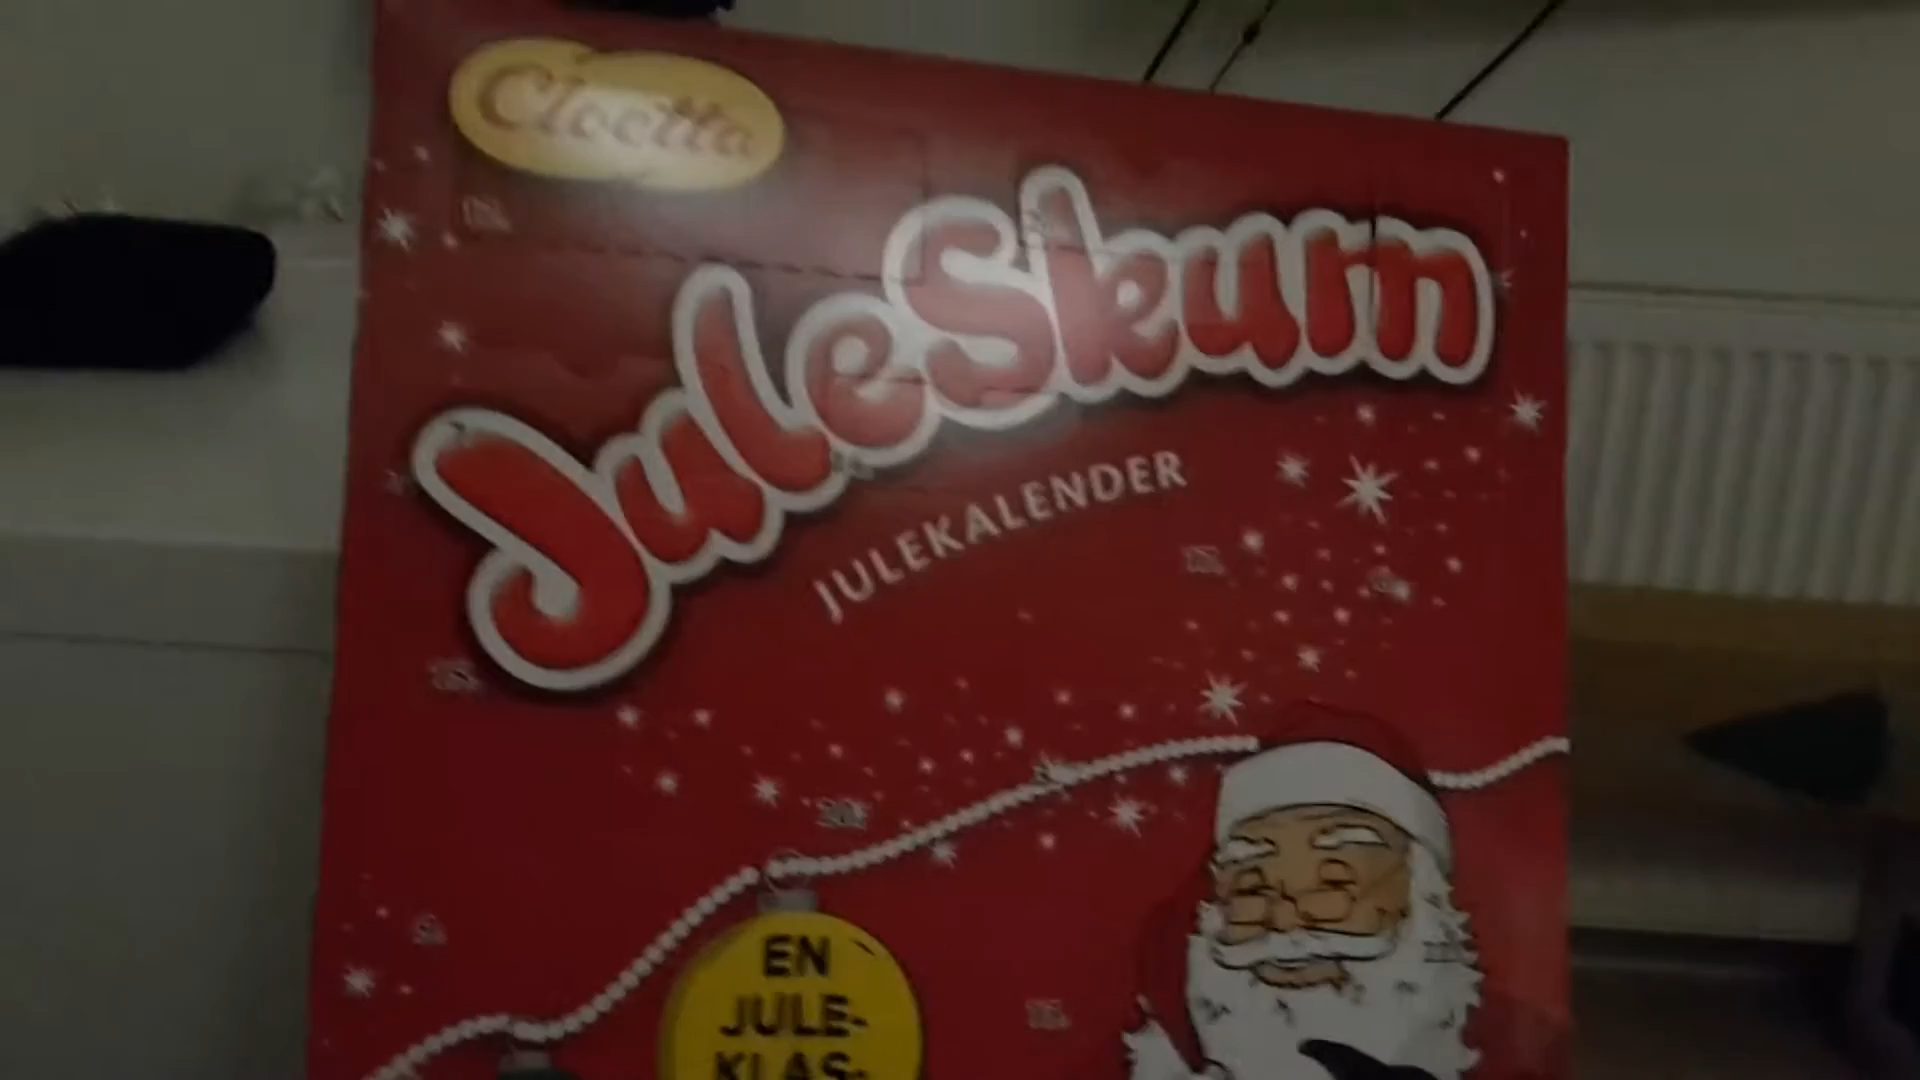 Cloetta
JuleSkum
JULEKALENDER
EN
JULE-
KLAS-